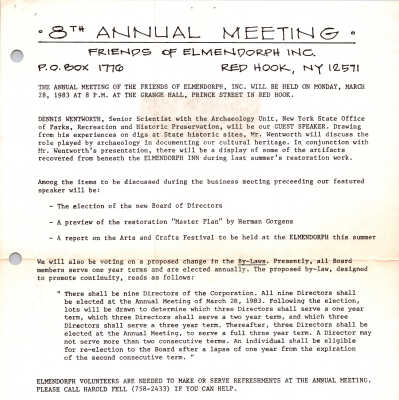 • 8TH ANNUAL MEETING •
FRIENDS of ELMENDORPH INC.
P.O. BOX 1776 RED HOOK, NY 12571
THE ANNUAL MEETING OF THE FRIENDS OF ELMENDORPH, INC. WILL BE HELD ON MONDAY, MARCH
28, 1983 AT 8 P.M. AT THE GRANGE HALL, PRINCE STREET IN RED HOOK.
DENNIS WENTWORTH, Senior Scientist with the Archaeology Unit, New York State Office
of Parks, Recreation and Historic Preservation, will be our GUEST SPEAKER. Drawing
from his experiences on digs at State historic sites, Mr. Wentworth will discuss the
role played by archaeology in documenting our cultural heritage. In conjunction with
Mr. Wentworth's presentation, there will be a display of some of the artifacts
recovered from beneath the ELMENDORPH INN during last summer's restoration work.
Among the items to be discussed during the business meeting preceeding our featured
speaker will be:
- The election of the new Board of Directors
- A preview of the restoration "Master Plan" by Herman Gorgens
- A report on the Arts and Crafts Festival to be held at the ELMENDORPH this summer
We will also be voting on a proposed change in the By-Laws. Presently, all Board
members serve one year terms and are elected annually. The proposed by-law, designed
to promote continuity, reads as follows:
" There shall be nine Directors of the Corporation. All nine Directors shall
be elected at the Annual Meeting of March 28, 1983. Following the election,
lots will be drawn to determine which three Directors shall serve a one year
term, which three Directors shall serve a two year term, and which three
Directors shall serve a three year term. Thereafter, three Directors shall be
elected at the Annual Meeting, to serve a full three year term. A Director may
not serve more than two consecutive terms. An individual shall be eligible
for re-election to the Board after a lapse of one year from the expiration
of the second consecutive term. "
ELMENDORPH VOLUNTEERS ARE NEEDED TO MAKE OR SERVE REFRESHMENTS AT THE ANNUAL MEETING.
PLEASE CALL HAROLD FELL (758-2433) IF YOU CAN HELP.